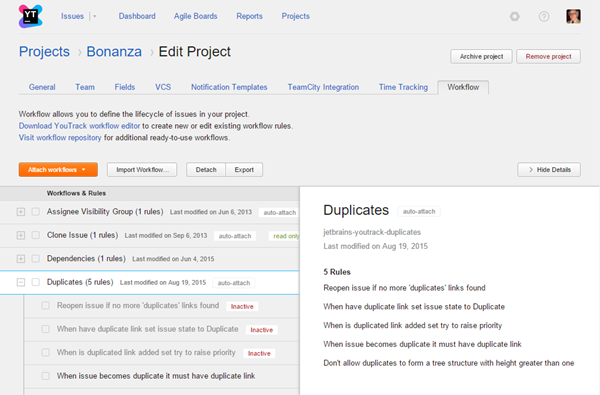 YT
Issues
Dashboard
Agile Boards
Reports
Projects
?
Projects › Bonanza › Edit Project
Archive project
Remove project
General
Team
Fields
VCS
Notification Templates
TeamCity Integration
Time Tracking
Workflow
Workflow allows you to define the lifecycle of issues in your project.
Download YouTrack workflow editor to create new or edit existing workflow rules.
Visit workflow repository for additional ready-to-use workflows.
Attach workflows
Import Workflow...
Detach
Export
> Hide Details
Workflows & Rules
Assignee Visibility Group (1 rules) Last modified on Jun 6, 2013 auto-attach
Clone Issue (1 rules) Last modified on Sep 6, 2013 auto-attach read only
Dependencies (1 rules) Last modified on Jun 4, 2015
Duplicates (5 rules) Last modified on Aug 19, 2015 auto-attach
Reopen issue if no more 'duplicates' links found Inactive
When have duplicate link set issue state to Duplicate Inactive
When is duplicated link added set try to raise priority Inactive
When issue becomes duplicate it must have duplicate link
Duplicates auto-attach
jetbrains-youtrack-duplicates
Last modified on Aug 19, 2015
5 Rules
Reopen issue if no more 'duplicates' links found
When have duplicate link set issue state to Duplicate
When is duplicated link added set try to raise priority
When issue becomes duplicate it must have duplicate link
Don't allow duplicates to form a tree structure with height greater than one